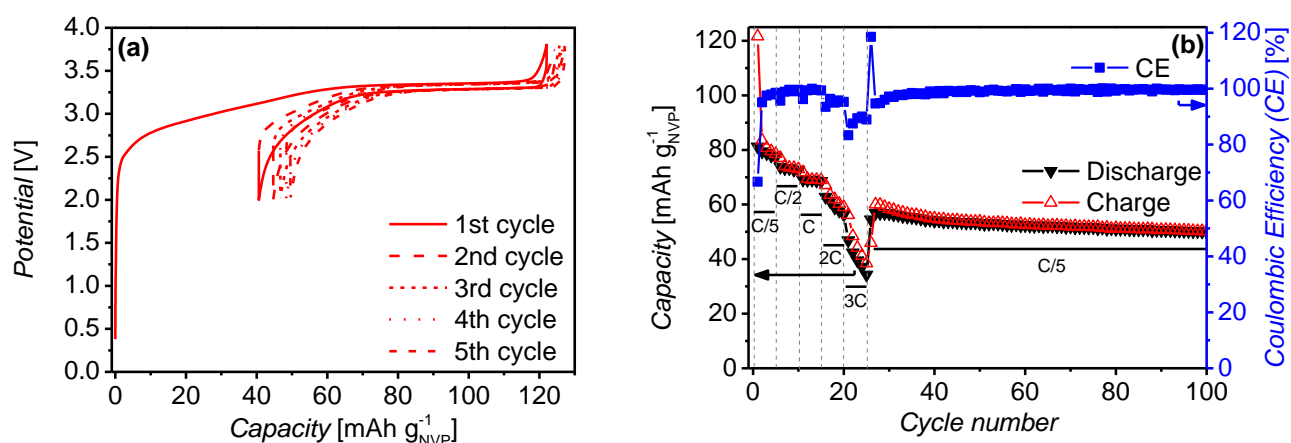 (a)
4.0
3.5
3.0
2.5
2.0
1.5
1.0
0.5
0.0
Potential [V]
1st cycle
2nd cycle
3rd cycle
4th cycle
5th cycle
0 20 40 60 80 100 120
Capacity [mAh g⁻¹NVP]
(b)
120
100
80
60
40
20
0
Capacity [mAh g⁻¹NVP]
CE
Discharge
Charge
C/5
C/2
C
2C
3C
C/5
0 20 40 60 80 100
Cycle number
120
100
80
60
40
20
0
Coulombic Efficiency (CE) [%]